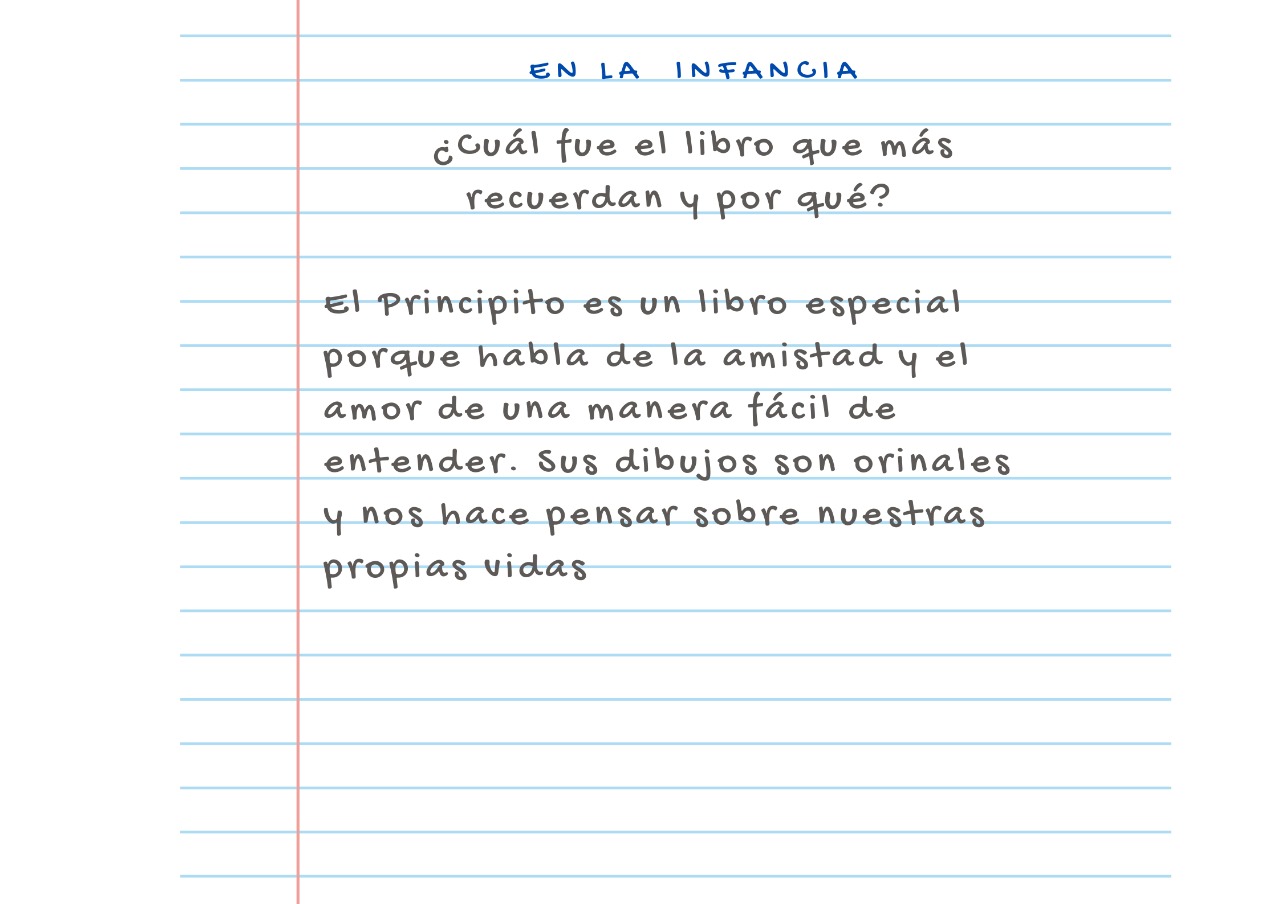 EN LA INFANCIA
¿Cuál fue el libro que más
recuerdan y por qué?
El Principito es un libro especial
porque habla de la amistad y el
amor de una manera fácil de
entender. Sus dibujos son orinales
y nos hace pensar sobre nuestras
propias vidas